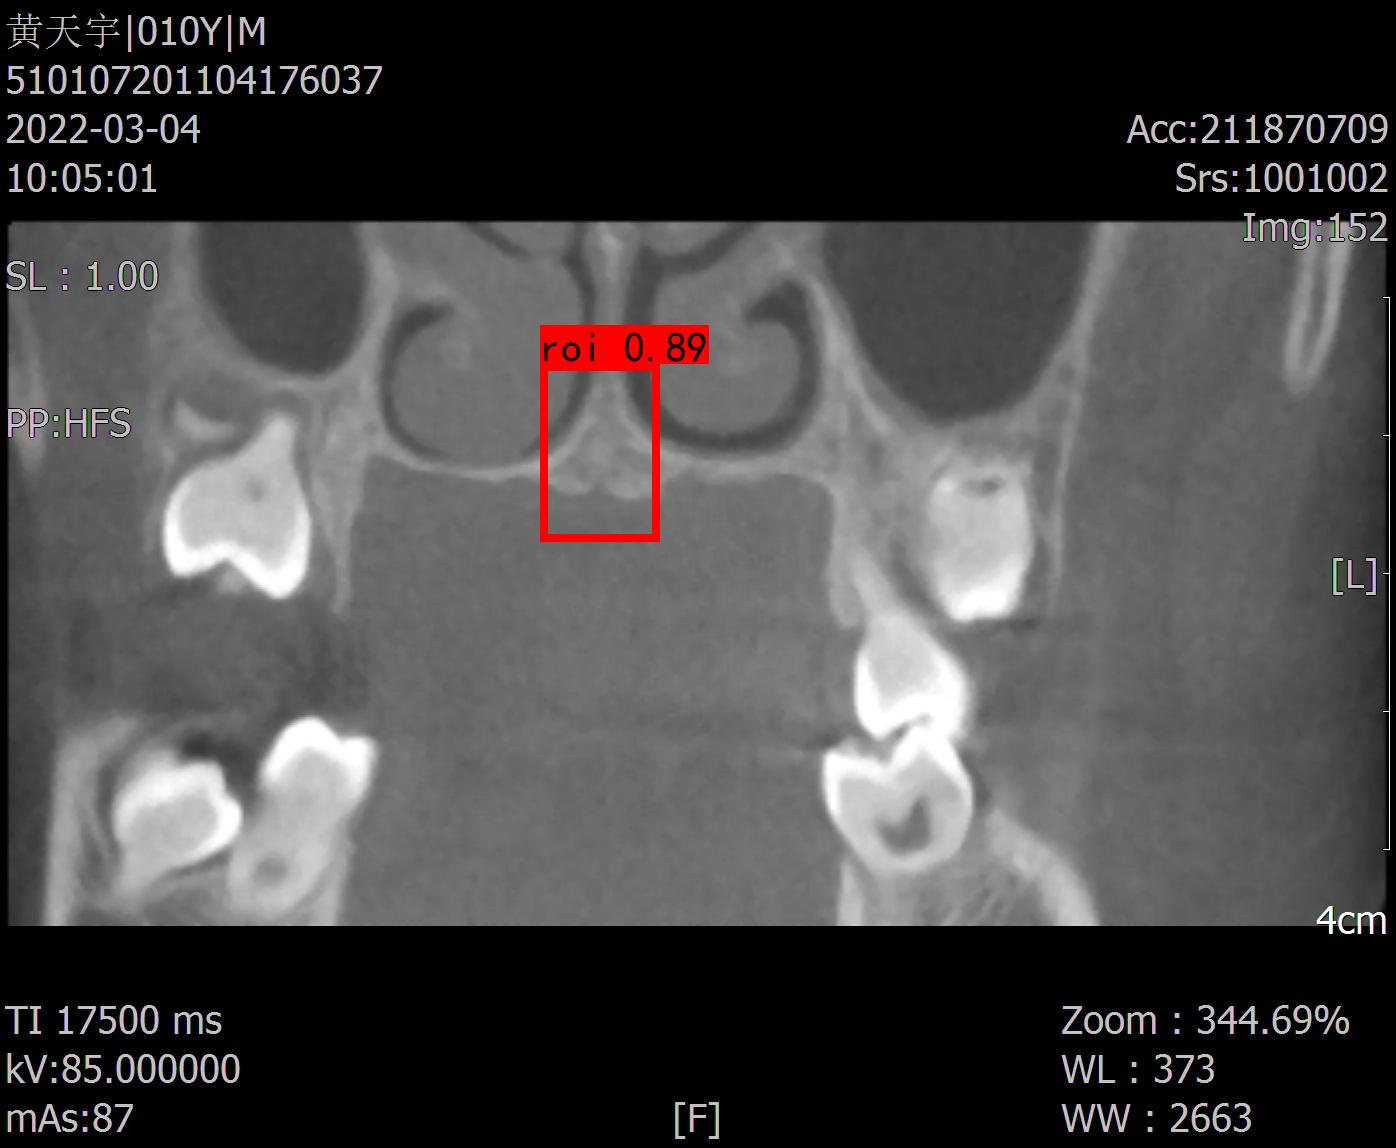 黄天宇|010Y|M
510107201104176037
2022-03-04
10:05:01
Acc:211870709
Srs:1001002
Img:152
SL : 1.00
roi 0.89
PP:HFS
[L]
4cm
TI 17500 ms
kV:85.000000
mAs:87
[F]
Zoom : 344.69%
WL : 373
WW : 2663